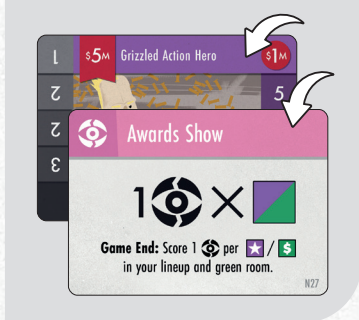 1 $5M Grizzled Action Hero $1M
2 5
2
3
Awards Show
1 ×
Game End: Score 1 per ★ / $
in your lineup and green room.
N27